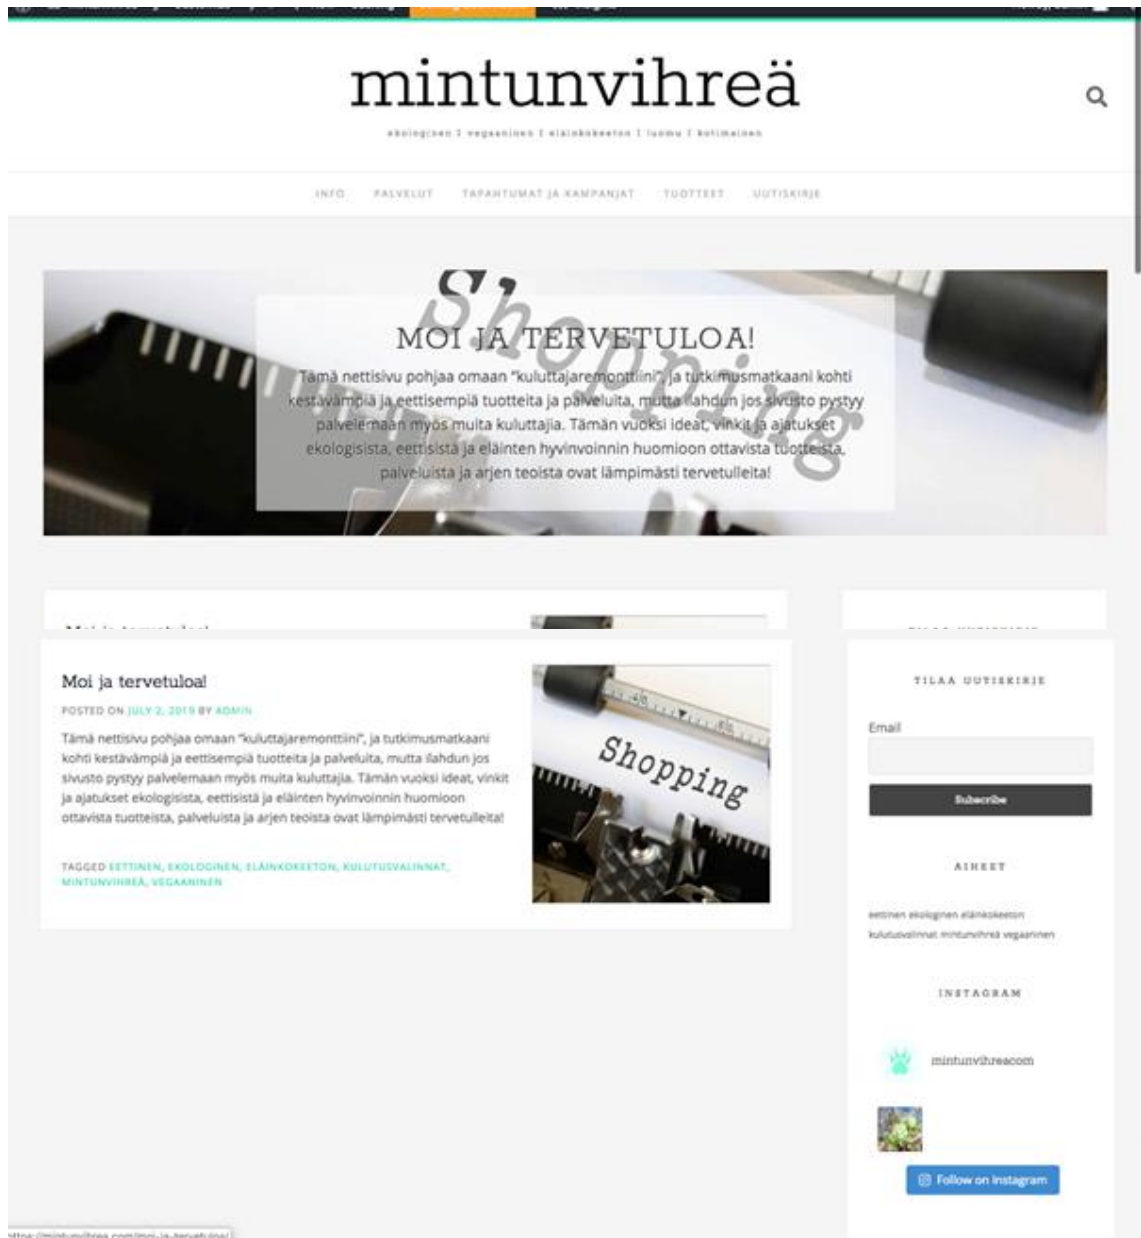 mintunvihreä
ekologinen I vegaaninen I eläinkokeeton I luomu I kotimainen
INFO PALVELUT TAPAHTUMAT JA KAMPANJAT TUOTTEET UUTISKIRJE
Shopping
MOI JA TERVETULOA!
Tämä nettisivu pohjaa omaan "kuluttajaremonttiini", ja tutkimusmatkaani kohti
kestävämpiä ja eettisempiä tuotteita ja palveluita, mutta ilahdun jos sivusto pystyy
palvelemaan myös muita kuluttajia. Tämän vuoksi ideat, vinkit ja ajatukset
ekologisista, eettisistä ja eläinten hyvinvoinnin huomioon ottavista tuotteista,
palveluista ja arjen teoista ovat lämpimästi tervetulleita!
Moi ja tervetuloa!
POSTED ON JULY 2, 2019 BY ADMIN
Tämä nettisivu pohjaa omaan "kuluttajaremonttiini", ja tutkimusmatkaani
kohti kestävämpiä ja eettisempiä tuotteita ja palveluita, mutta ilahdun jos
sivusto pystyy palvelemaan myös muita kuluttajia. Tämän vuoksi ideat, vinkit
ja ajatukset ekologisista, eettisistä ja eläinten hyvinvoinnin huomioon
ottavista tuotteista, palveluista ja arjen teoista ovat lämpimästi tervetulleita!
TAGGED EETTINEN, EKOLOGINEN, ELÄINKOKEETON, KULUTUSVALINNAT,
MINTUNVIHREÄ, VEGAANINEN
Shopping
TILAA UUTISKIRJE
Email
Subscribe
AIHEET
eettinen ekologinen eläinkokeeton
kulutusvalinnat mintunvihreä vegaaninen
INSTAGRAM
mintunvihreacom
Follow on Instagram